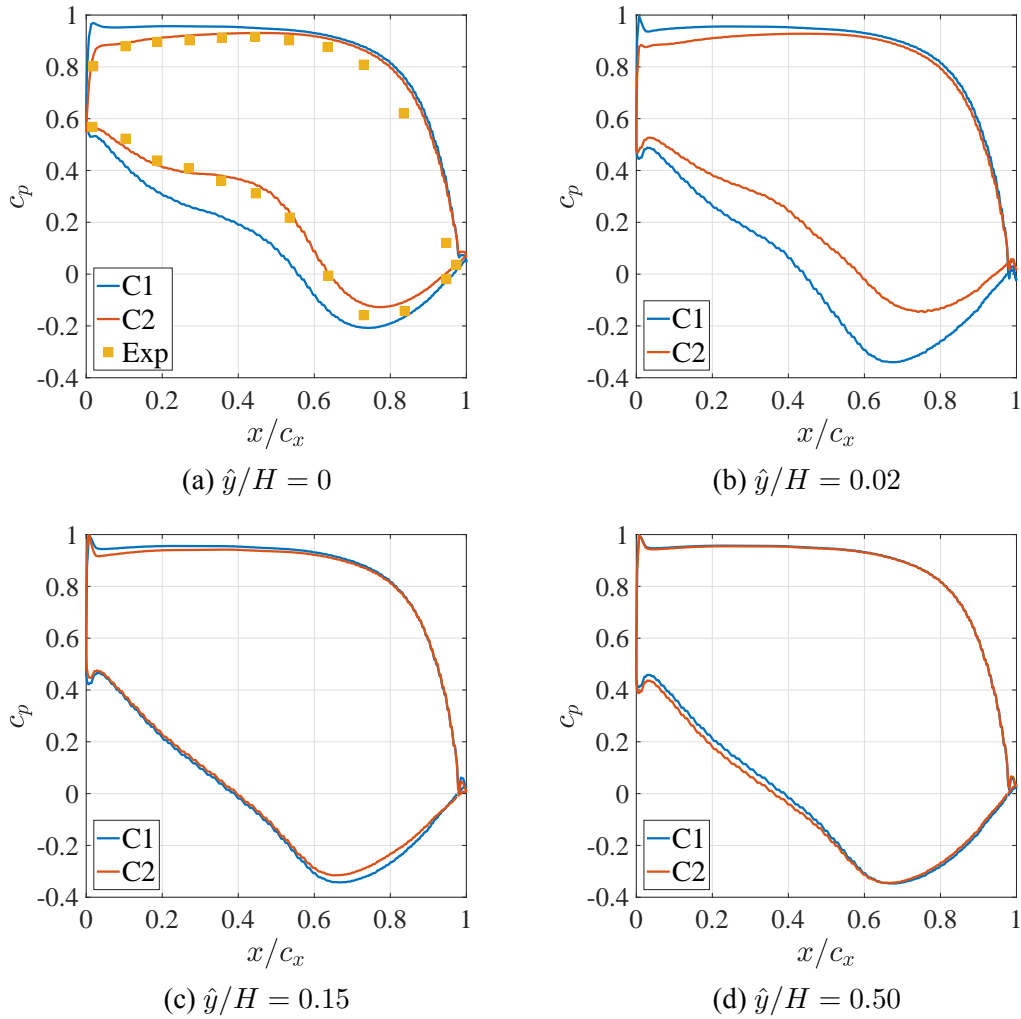 1
0.8
0.6
0.4
0.2
0
-0.2
-0.4
c_p
C1
C2
Exp
0 0.2 0.4 0.6 0.8 1
x/c_x
(a) ŷ/H = 0
1
0.8
0.6
0.4
0.2
0
-0.2
-0.4
c_p
C1
C2
0 0.2 0.4 0.6 0.8 1
x/c_x
(b) ŷ/H = 0.02
1
0.8
0.6
0.4
0.2
0
-0.2
-0.4
c_p
C1
C2
0 0.2 0.4 0.6 0.8 1
x/c_x
(c) ŷ/H = 0.15
1
0.8
0.6
0.4
0.2
0
-0.2
-0.4
c_p
C1
C2
0 0.2 0.4 0.6 0.8 1
x/c_x
(d) ŷ/H = 0.50